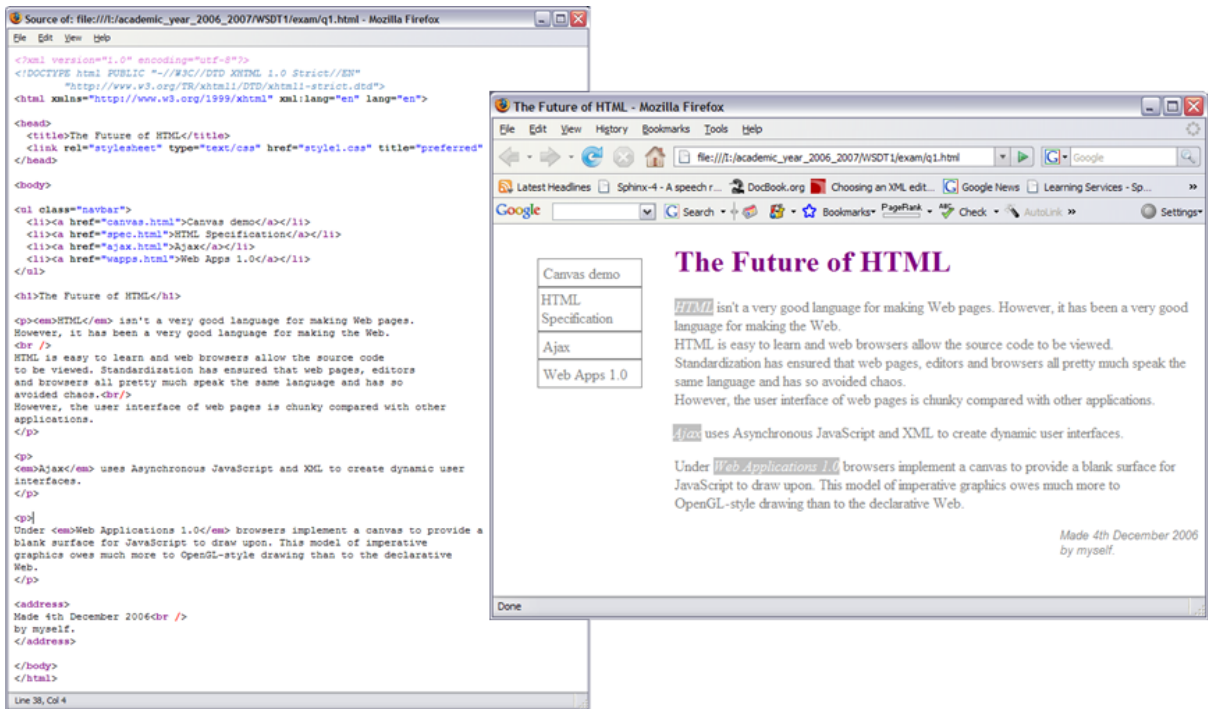 Source of: file:///I:/academic_year_2006_2007/WSDT1/exam/q1.html - Mozilla Firefox
File Edit View Help
<?xml version="1.0" encoding="utf-8"?>
<!DOCTYPE html PUBLIC "-//W3C//DTD XHTML 1.0 Strict//EN"
"http://www.w3.org/TR/xhtml1/DTD/xhtml1-strict.dtd">
<html xmlns="http://www.w3.org/1999/xhtml" xml:lang="en" lang="en">
<head>
<title>The Future of HTML</title>
<link rel="stylesheet" type="text/css" href="style1.css" title="preferred"
</head>
<body>
<ul class="navbar">
<li><a href="canvas.html">Canvas demo</a></li>
<li><a href="spec.html">HTML Specification</a></li>
<li><a href="ajax.html">Ajax</a></li>
<li><a href="wapps.html">Web Apps 1.0</a></li>
</ul>
<h1>The Future of HTML</h1>
<p><em>HTML</em> isn't a very good language for making Web pages.
However, it has been a very good language for making the Web.
<br />
HTML is easy to learn and web browsers allow the source code
to be viewed. Standardization has ensured that web pages, editors
and browsers all pretty much speak the same language and has so
avoided chaos.<br/>
However, the user interface of web pages is chunky compared with other
applications.
</p>
<p>
<em>Ajax</em> uses Asynchronous JavaScript and XML to create dynamic user
interfaces.
</p>
<p>
Under <em>Web Applications 1.0</em> browsers implement a canvas to provide a
blank surface for JavaScript to draw upon. This model of imperative
graphics owes much more to OpenGL-style drawing than to the declarative
Web.
</p>
<address>
Made 4th December 2006<br />
by myself.
</address>
</body>
</html>
Line 38, Col 4
The Future of HTML - Mozilla Firefox
File Edit View History Bookmarks Tools Help
file:///I:/academic_year_2006_2007/WSDT1/exam/q1.html Google
Latest Headlines Sphinx-4 - A speech r... DocBook.org Choosing an XML edit... Google News Learning Services - Sp... »
Google Search Bookmarks PageRank Check AutoLink » Settings
Canvas demo
HTML
Specification
Ajax
Web Apps 1.0
The Future of HTML
HTML isn't a very good language for making Web pages. However, it has been a very good
language for making the Web.
HTML is easy to learn and web browsers allow the source code to be viewed.
Standardization has ensured that web pages, editors and browsers all pretty much speak the
same language and has so avoided chaos.
However, the user interface of web pages is chunky compared with other applications.
Ajax uses Asynchronous JavaScript and XML to create dynamic user interfaces.
Under Web Applications 1.0 browsers implement a canvas to provide a blank surface for
JavaScript to draw upon. This model of imperative graphics owes much more to
OpenGL-style drawing than to the declarative Web.
Made 4th December 2006
by myself.
Done